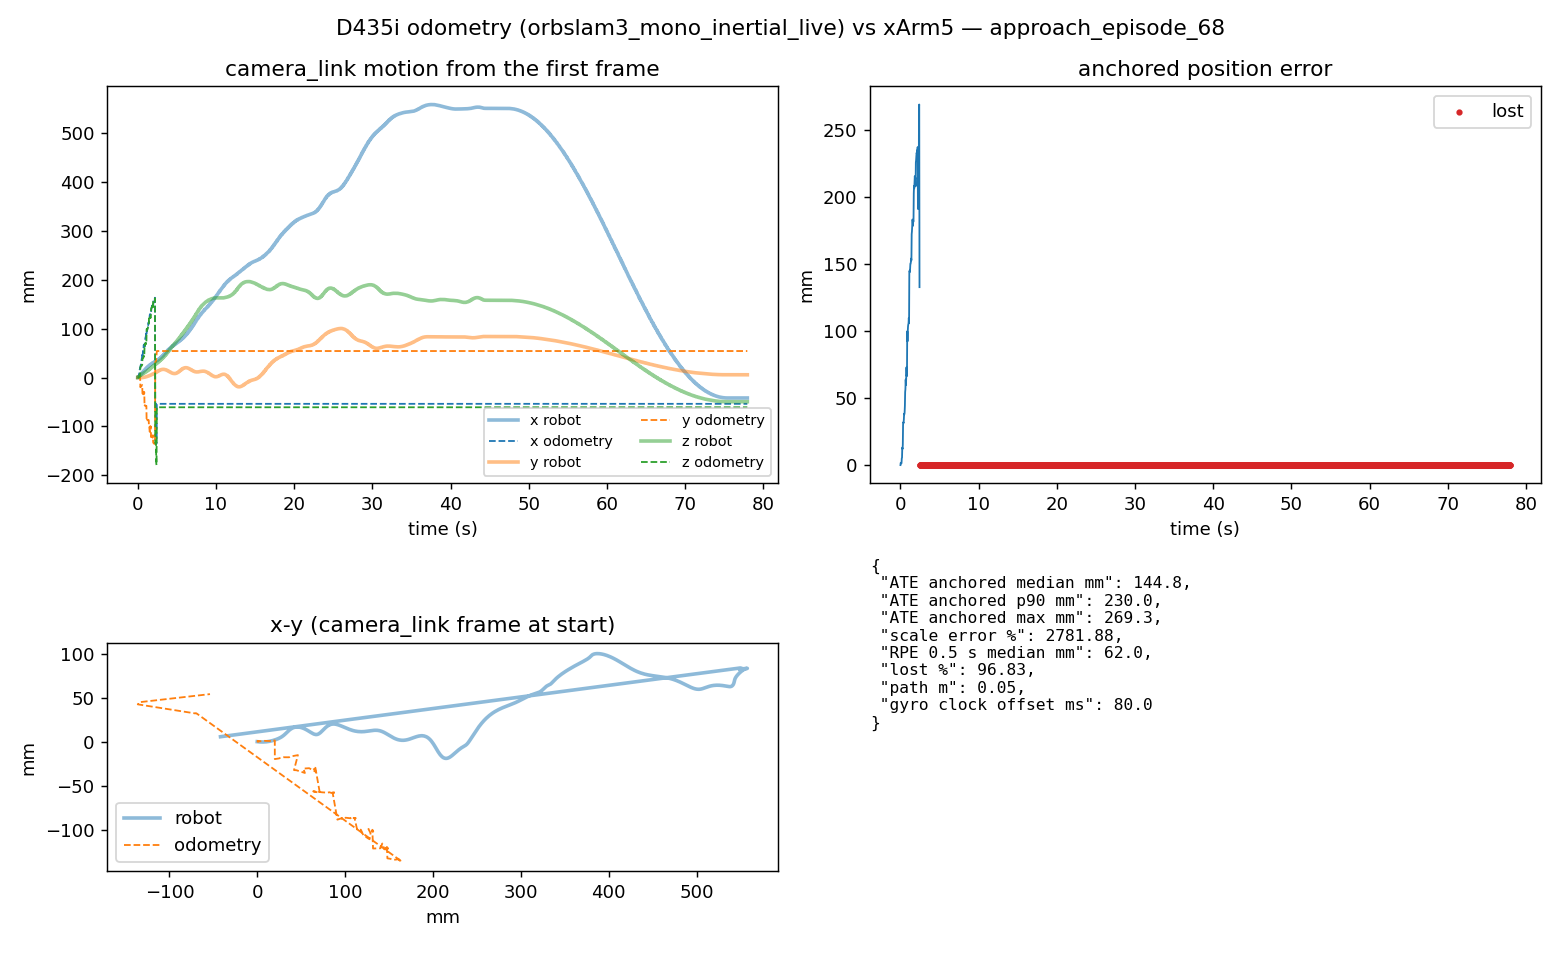 D435i odometry (orbslam3_mono_inertial_live) vs xArm5 — approach_episode_68
camera_link motion from the first frame
mm
500
400
300
200
100
0
−100
−200
0 10 20 30 40 50 60 70 80
time (s)
x robot
x odometry
y robot
y odometry
z robot
z odometry
anchored position error
mm
250
200
150
100
50
0
0 10 20 30 40 50 60 70 80
time (s)
lost
x-y (camera_link frame at start)
mm
100
50
0
−50
−100
−100 0 100 200 300 400 500
mm
robot
odometry
{
"ATE anchored median mm": 144.8,
"ATE anchored p90 mm": 230.0,
"ATE anchored max mm": 269.3,
"scale error %": 2781.88,
"RPE 0.5 s median mm": 62.0,
"lost %": 96.83,
"path m": 0.05,
"gyro clock offset ms": 80.0
}